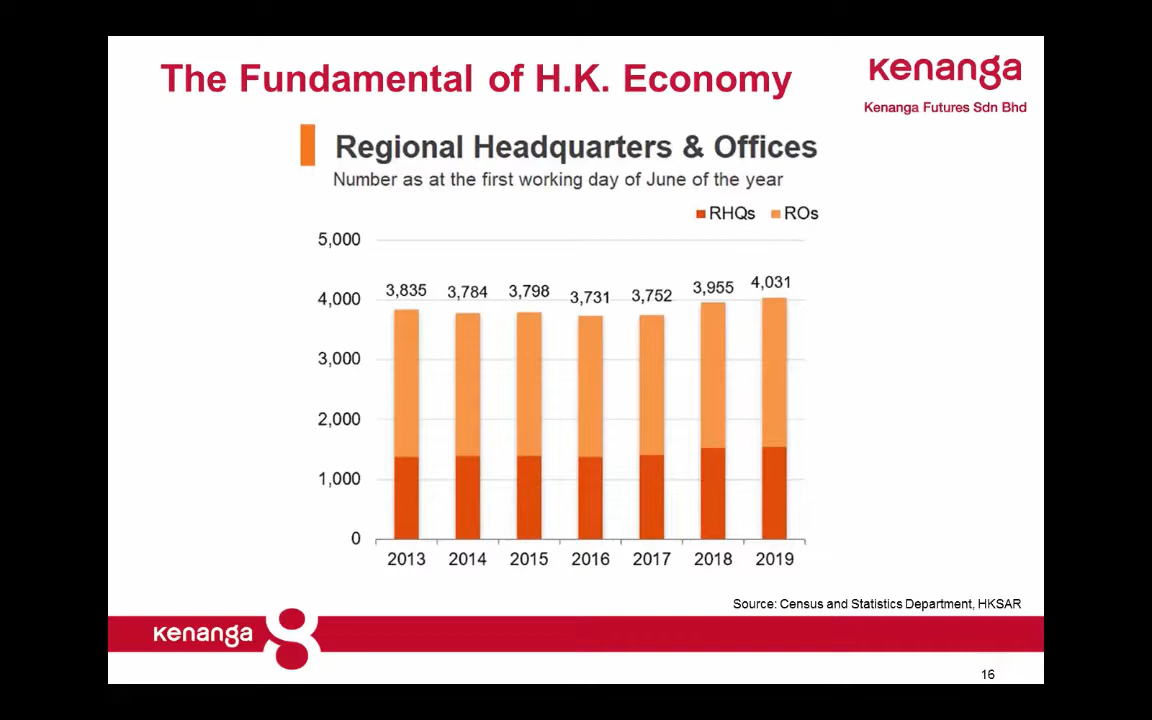 The Fundamental of H.K. Economy
Kenanga
Kenanga Futures Sdn Bhd
Regional Headquarters & Offices
Number as at the first working day of June of the year
RHQs ROs
5,000
4,000
3,000
2,000
1,000
0
3,835 3,784 3,798 3,731 3,752 3,955 4,031
2013 2014 2015 2016 2017 2018 2019
Source: Census and Statistics Department, HKSAR
Kenanga
16